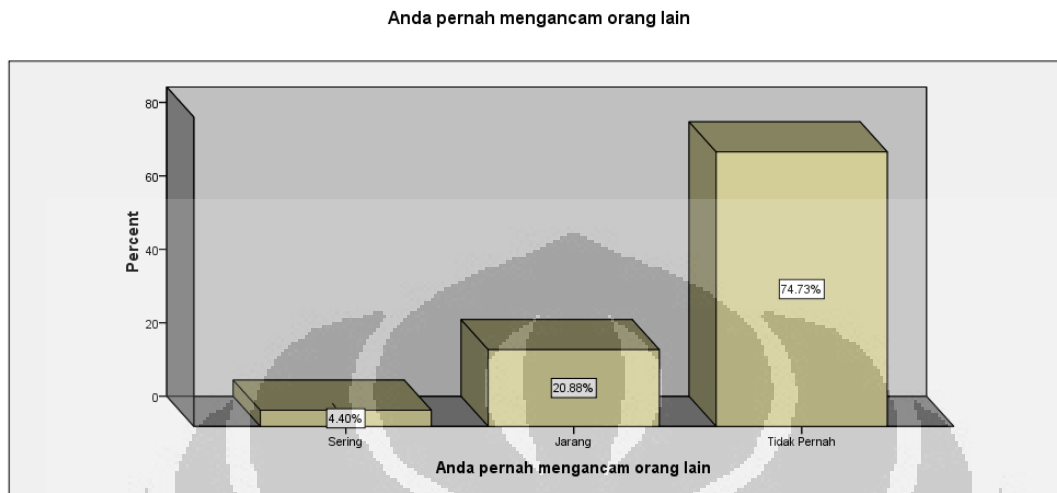 Anda pernah mengancam orang lain
80
60
40
20
0
Percent
4.40%
20.88%
74.73%
Sering
Jarang
Tidak Pernah
Anda pernah mengancam orang lain